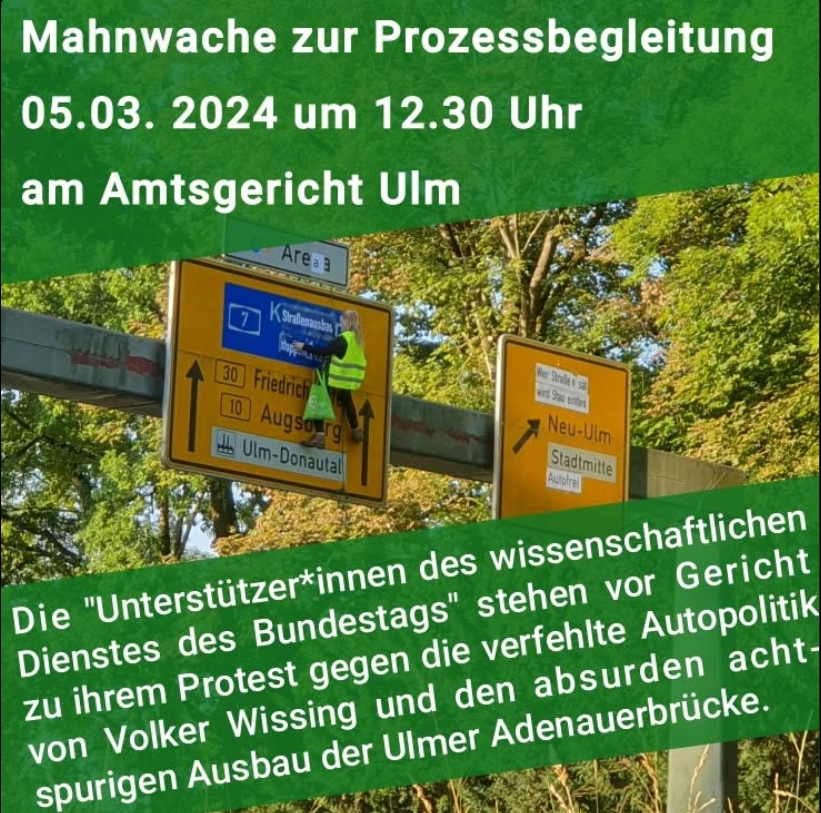 Mahnwache zur Prozessbegleitung
05.03. 2024 um 12.30 Uhr
am Amtsgericht Ulm
Area
7
Straßenausbau
30 Friedrich
10 Augsburg
Ulm-Donautal
Wer Straße n sät
wird Stau ernten
Neu-Ulm
Stadtmitte
Autofrei
Die "Unterstützer*innen des wissenschaftlichen
Dienstes des Bundestags" stehen vor Gericht
zu ihrem Protest gegen die verfehlte Autopolitik
von Volker Wissing und den absurden acht-
spurigen Ausbau der Ulmer Adenauerbrücke.